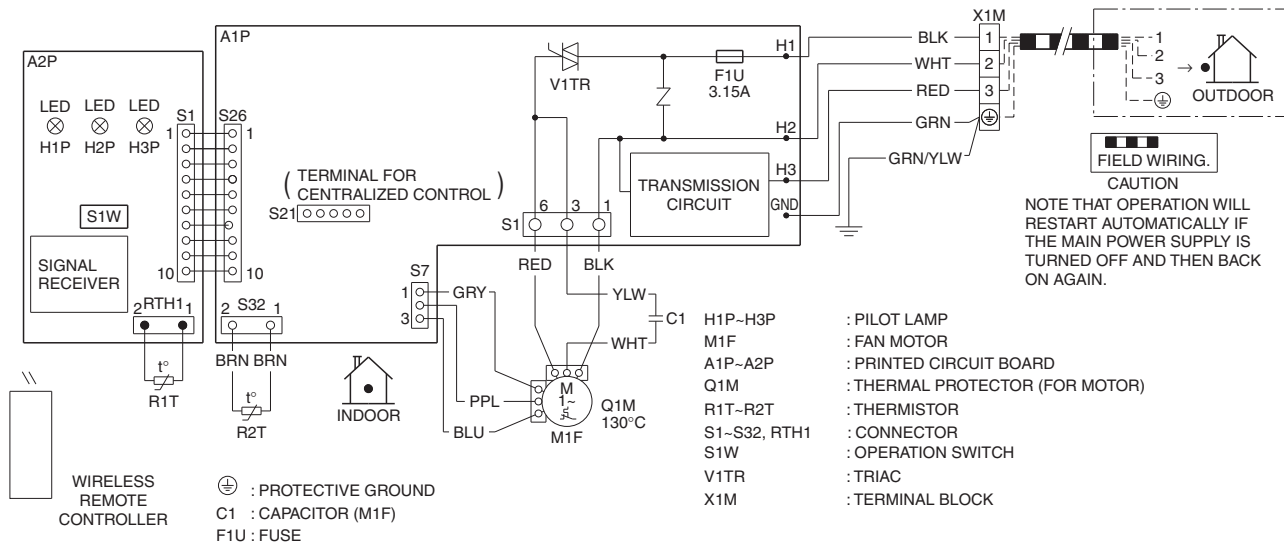 A2P
LED LED LED
H1P H2P H3P
S1 S26
1 1
10 10
S1W
SIGNAL
RECEIVER
2 RTH1 1
t°
R1T
WIRELESS
REMOTE
CONTROLLER
A1P
( TERMINAL FOR
CENTRALIZED CONTROL )
S21
2 S32 1
BRN BRN
t°
R2T
INDOOR
S7
1
3
GRY
PPL
BLU
V1TR
F1U
3.15A
H1
H2
H3
GND
TRANSMISSION
CIRCUIT
S1 6 3 1
RED BLK
YLW
C1
WHT
M
1~
M1F
Q1M
130°C
X1M
BLK 1
WHT 2
RED 3
GRN
GRN/YLW
1
2
3
OUTDOOR
FIELD WIRING.
CAUTION
NOTE THAT OPERATION WILL
RESTART AUTOMATICALLY IF
THE MAIN POWER SUPPLY IS
TURNED OFF AND THEN BACK
ON AGAIN.
: PROTECTIVE GROUND
C1 : CAPACITOR (M1F)
F1U : FUSE
H1P~H3P : PILOT LAMP
M1F : FAN MOTOR
A1P~A2P : PRINTED CIRCUIT BOARD
Q1M : THERMAL PROTECTOR (FOR MOTOR)
R1T~R2T : THERMISTOR
S1~S32, RTH1 : CONNECTOR
S1W : OPERATION SWITCH
V1TR : TRIAC
X1M : TERMINAL BLOCK